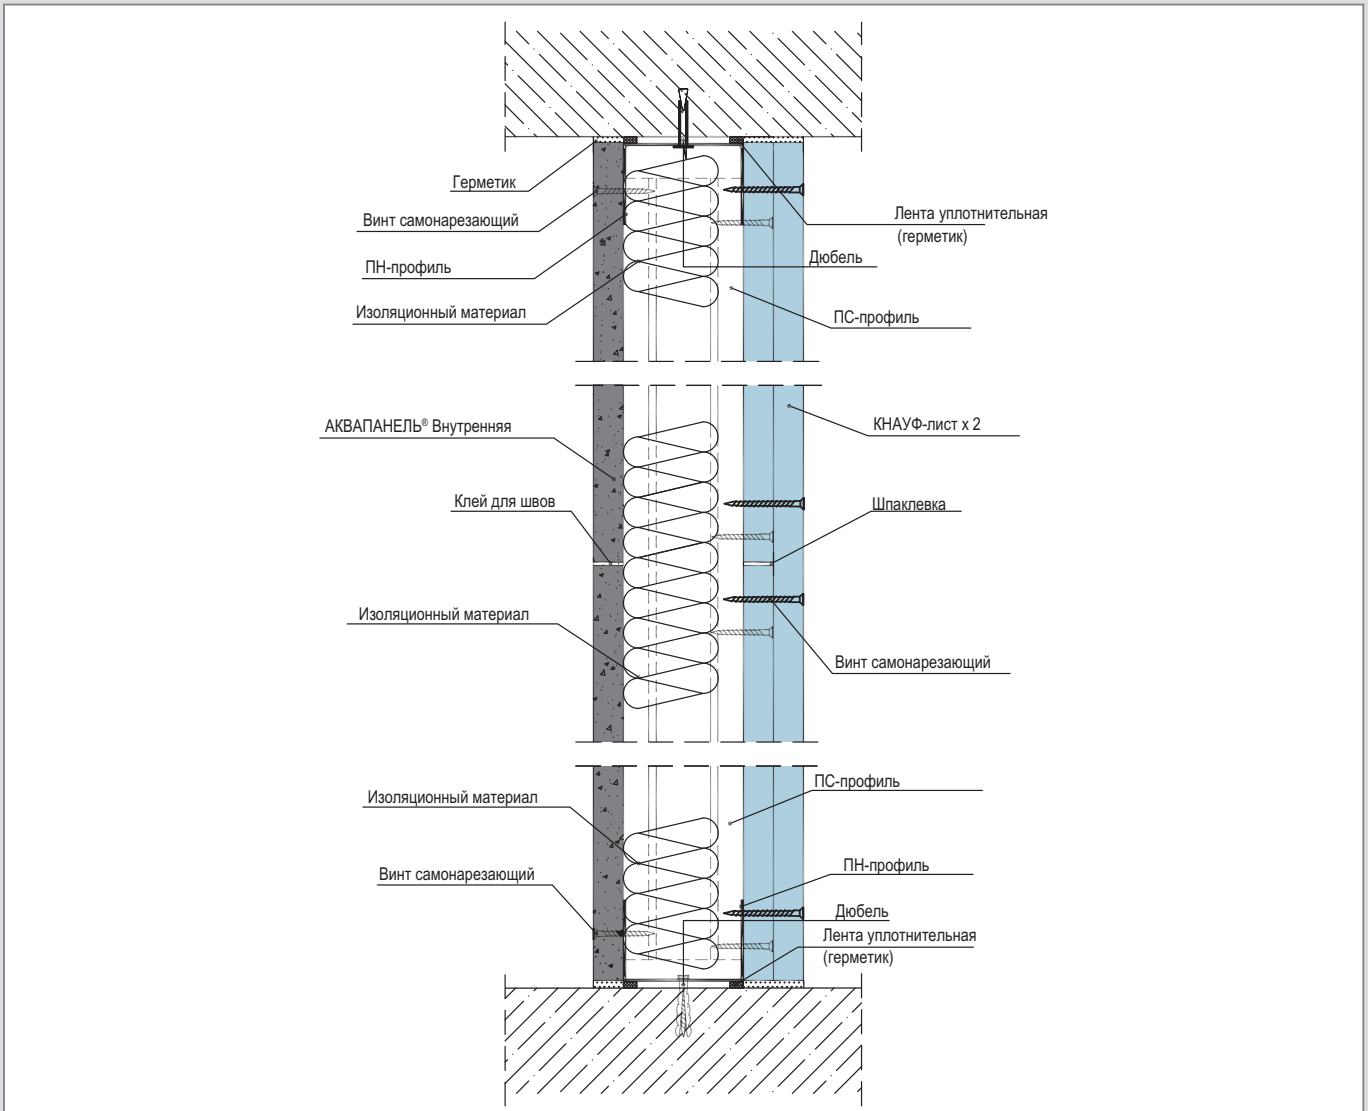 Герметик
Винт самонарезающий
ПН-профиль
Изоляционный материал
Лента уплотнительная
(герметик)
Дюбель
ПС-профиль
АКВАПАНЕЛЬ® Внутренняя
Клей для швов
Изоляционный материал
КНАУФ-лист х 2
Шпаклевка
Винт самонарезающий
Изоляционный материал
Винт самонарезающий
ПС-профиль
ПН-профиль
Дюбель
Лента уплотнительная
(герметик)